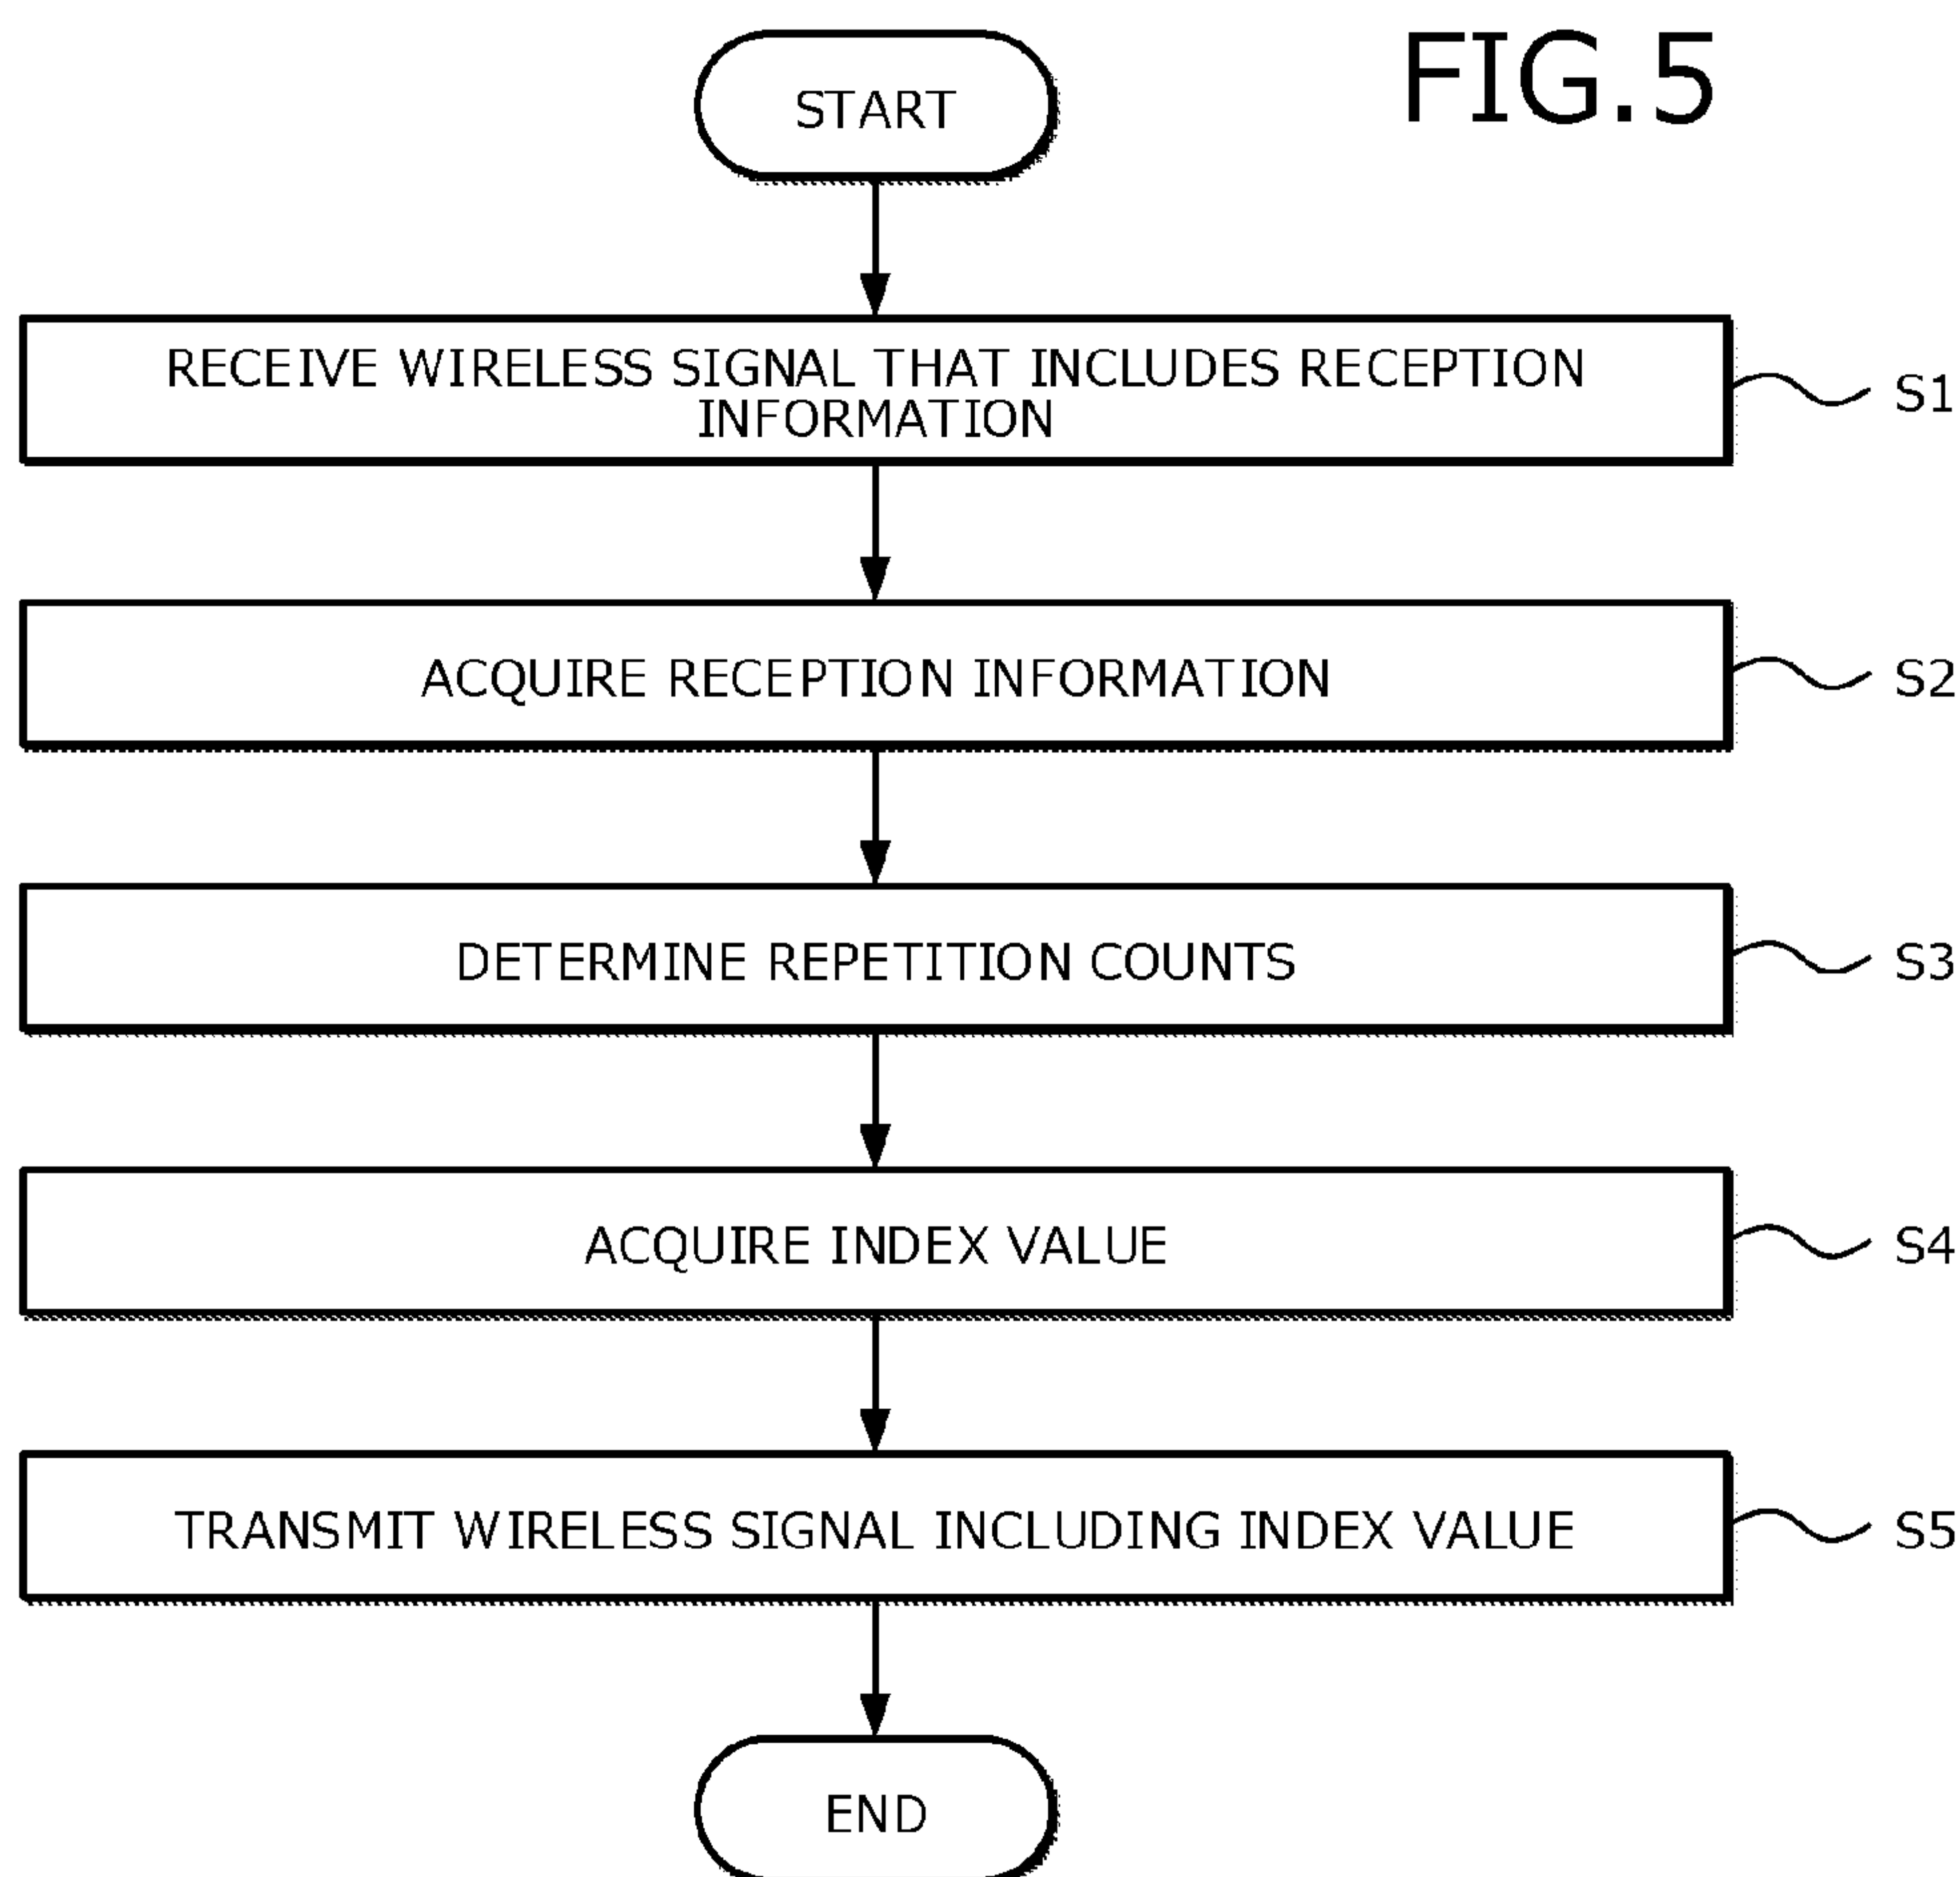 FIG.5
START
RECEIVE WIRELESS SIGNAL THAT INCLUDES RECEPTION
INFORMATION
S1
ACQUIRE RECEPTION INFORMATION
S2
DETERMINE REPETITION COUNTS
S3
ACQUIRE INDEX VALUE
S4
TRANSMIT WIRELESS SIGNAL INCLUDING INDEX VALUE
S5
END